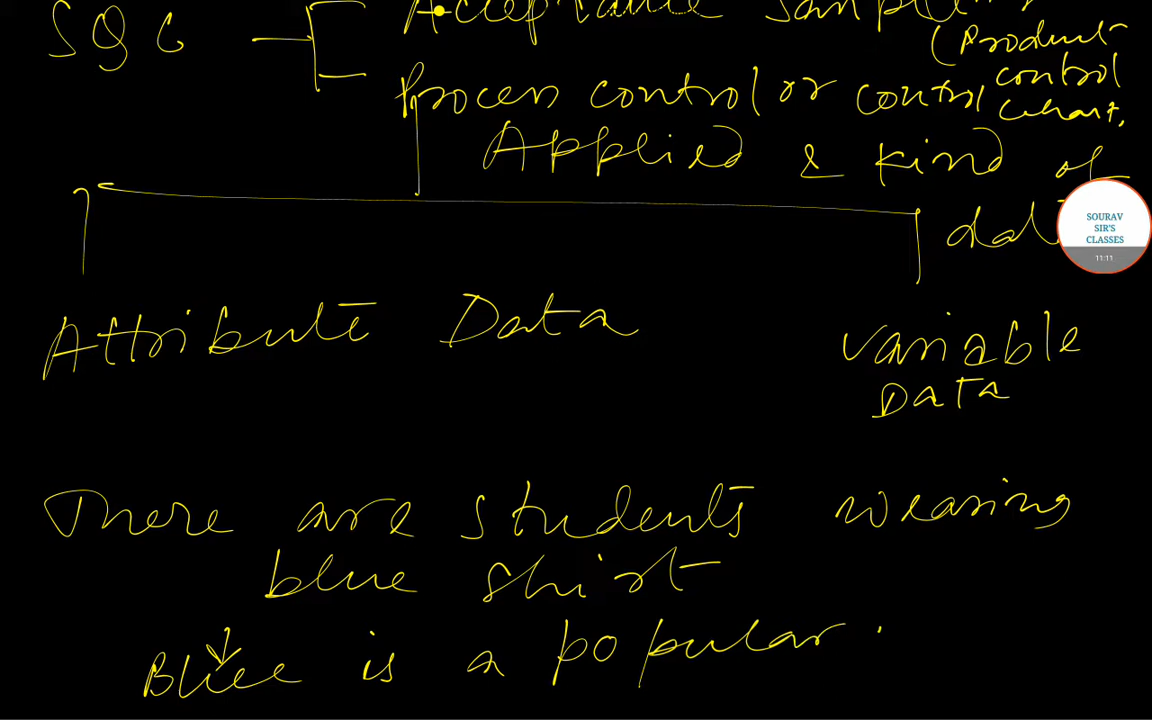 Acceptance Sampling
SQC
(Product
control
Process control or control chart,
Applied & kind of
data
SOURAV
SIR'S
CLASSES
11:11
Attribute Data
Variable
DATA
There are students wearing
blue shirt
Blue is a popular.